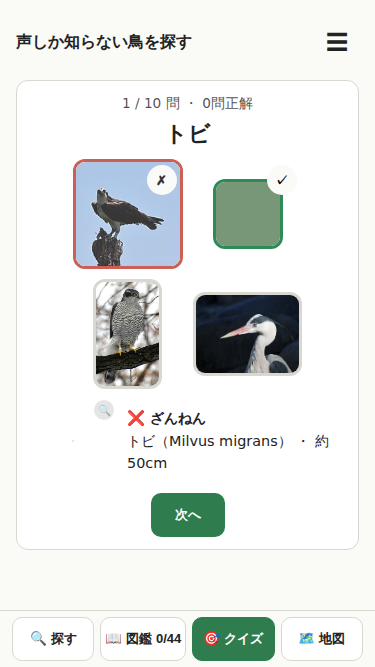 声しか知らない鳥を探す
1 / 10 問 ・ 0問正解
トビ
✗
✓
❌ ざんねん
トビ（Milvus migrans） ・ 約
50cm
次へ
🔍 探す
📖 図鑑 0/44
🎯 クイズ
🗺️ 地図